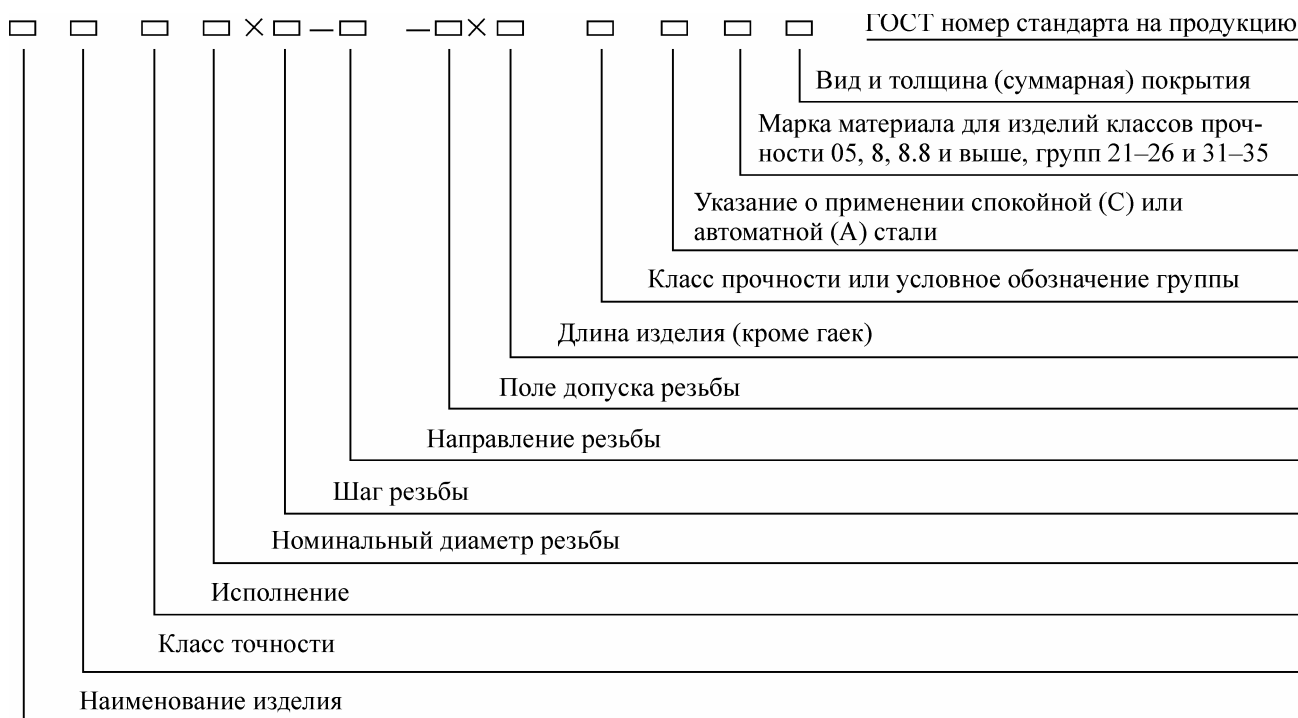 ГОСТ номер стандарта на продукцию
Вид и толщина (суммарная) покрытия
Марка материала для изделий классов проч-
ности 05, 8, 8.8 и выше, групп 21–26 и 31–35
Указание о применении спокойной (С) или
автоматной (А) стали
Класс прочности или условное обозначение группы
Длина изделия (кроме гаек)
Поле допуска резьбы
Направление резьбы
Шаг резьбы
Номинальный диаметр резьбы
Исполнение
Класс точности
Наименование изделия